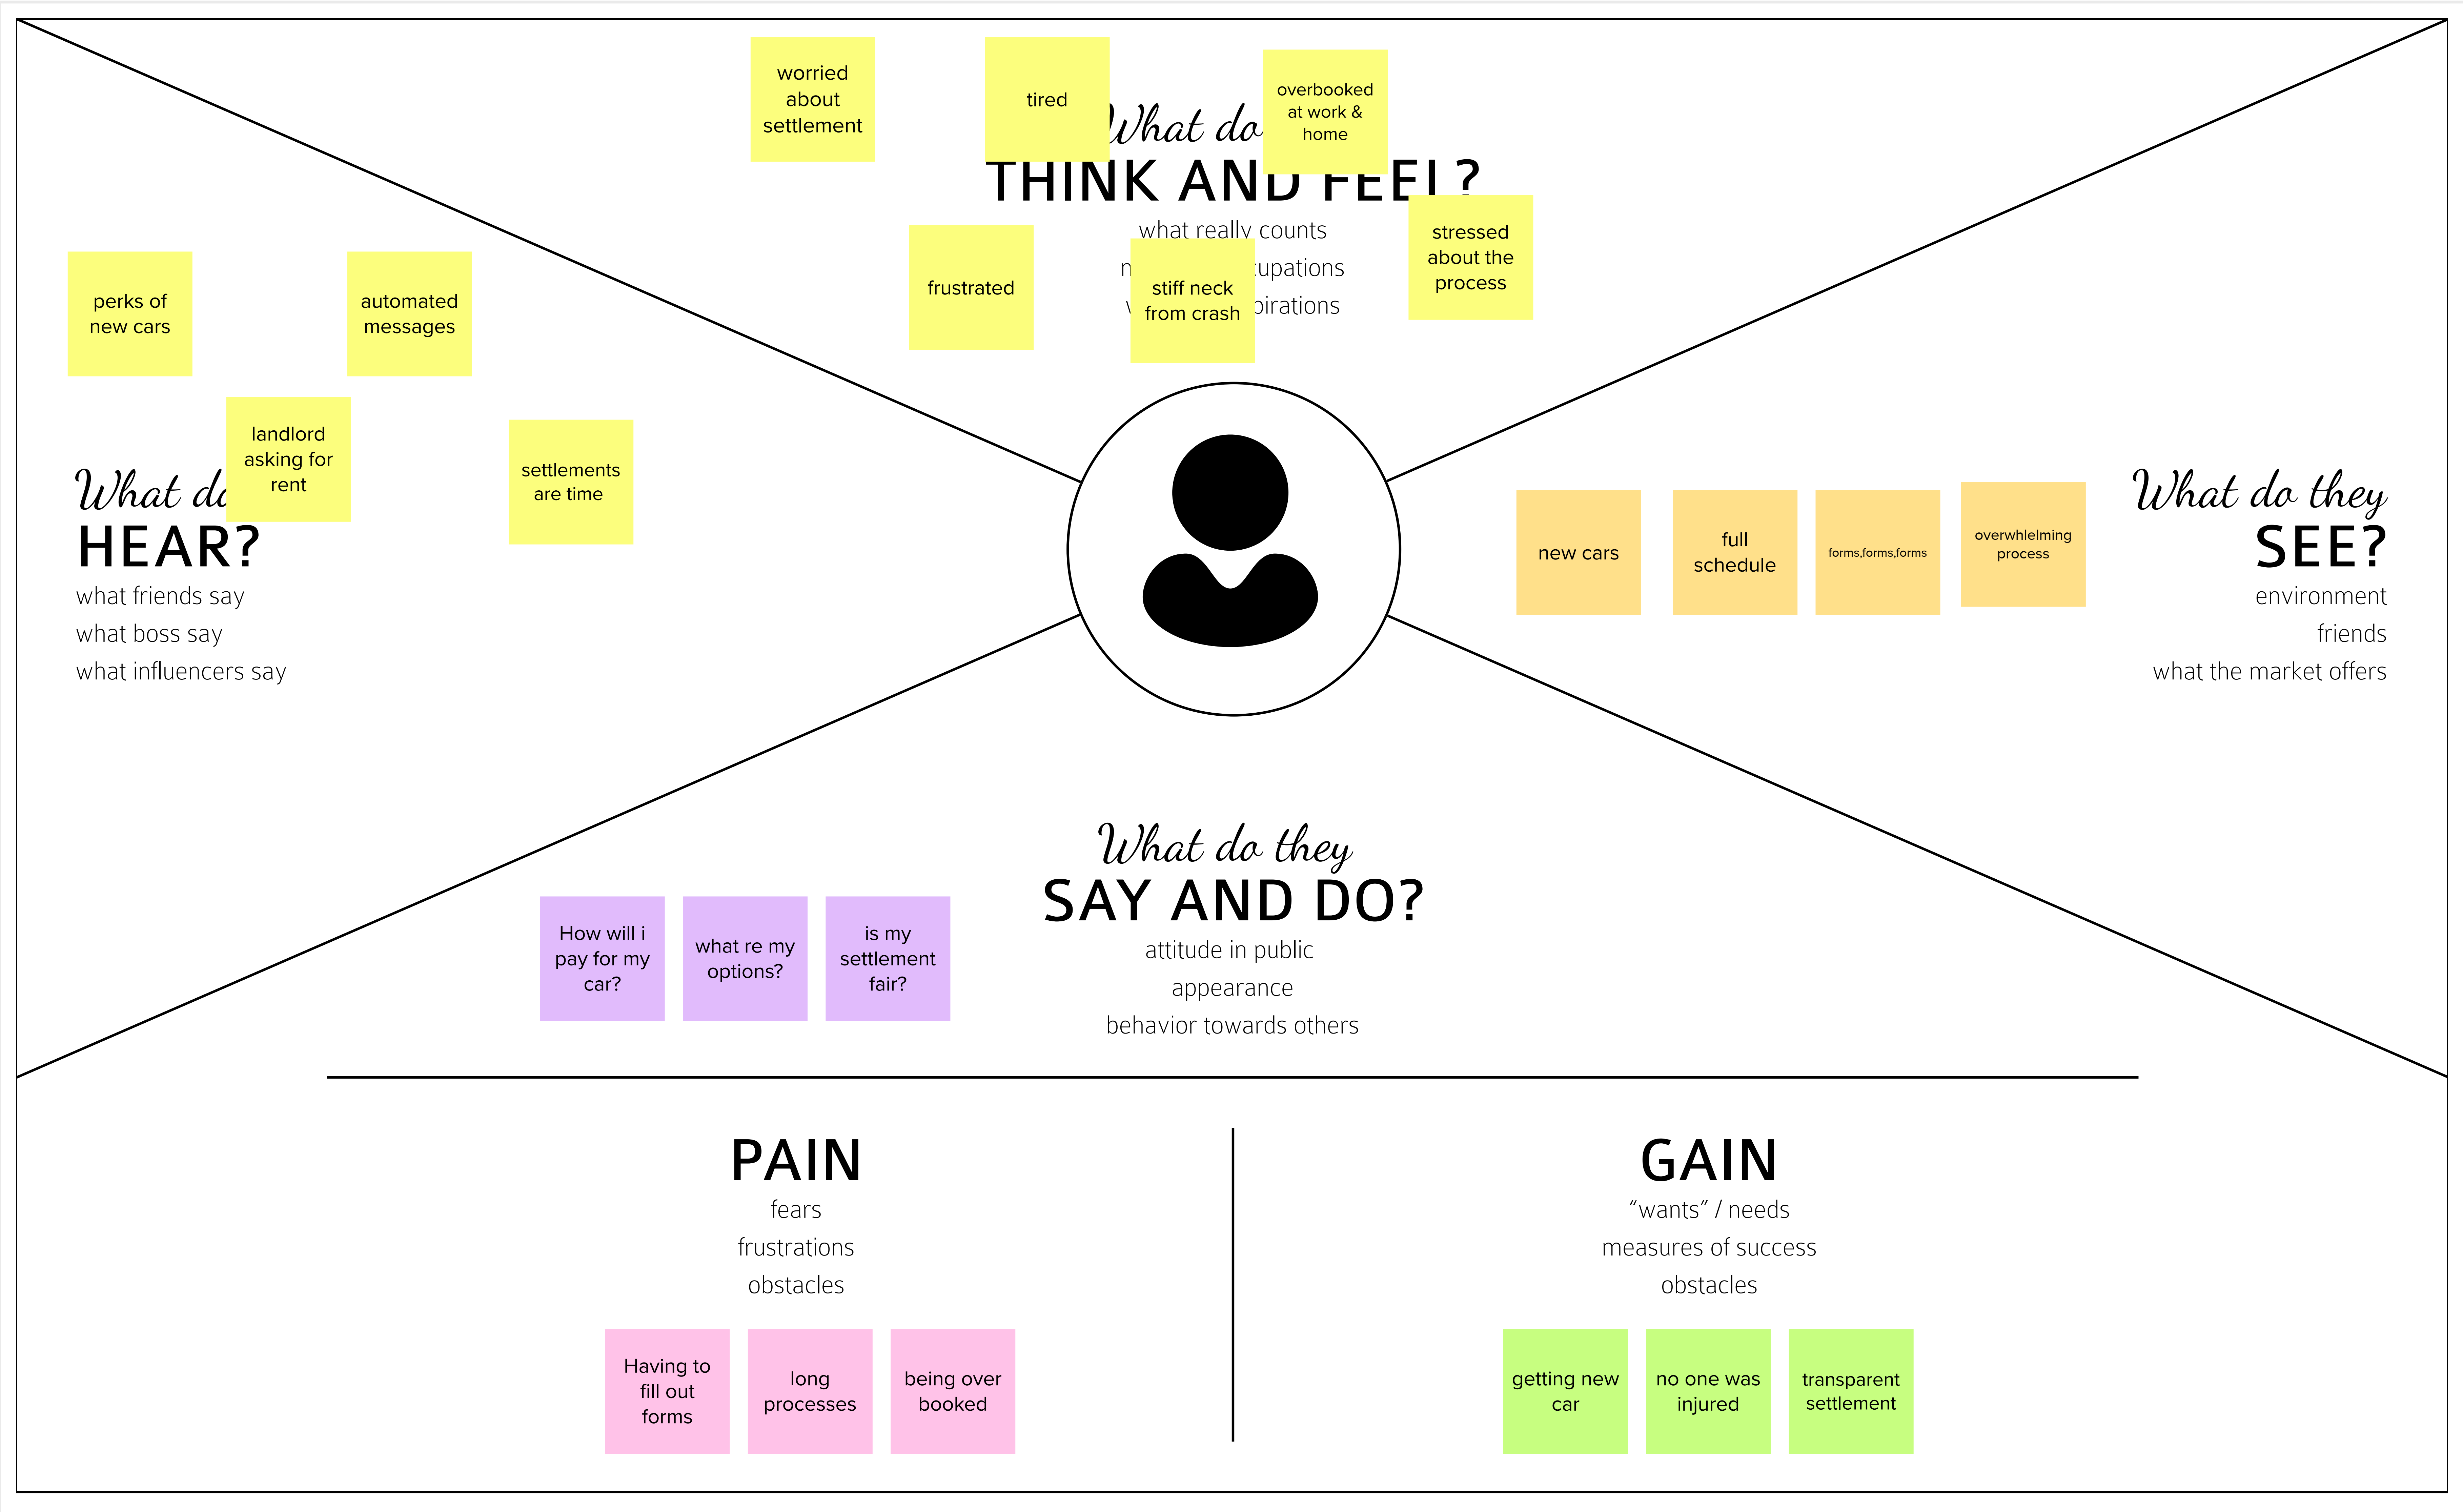 worried
about
settlement
tired
overbooked
at work &
home
What do
THINK AND FEEL?
what really counts
frustrated
stiff neck
from crash
stressed
about the
process
perks of
new cars
automated
messages
landlord
asking for
rent
settlements
are time
What do
HEAR?
what friends say
what boss say
what influencers say
new cars
full
schedule
forms,forms,forms
overwhlelming
process
What do they
SEE?
environment
friends
what the market offers
What do they
SAY AND DO?
attitude in public
appearance
behavior towards others
How will i
pay for my
car?
what re my
options?
is my
settlement
fair?
PAIN
fears
frustrations
obstacles
Having to
fill out
forms
long
processes
being over
booked
GAIN
“wants” / needs
measures of success
obstacles
getting new
car
no one was
injured
transparent
settlement